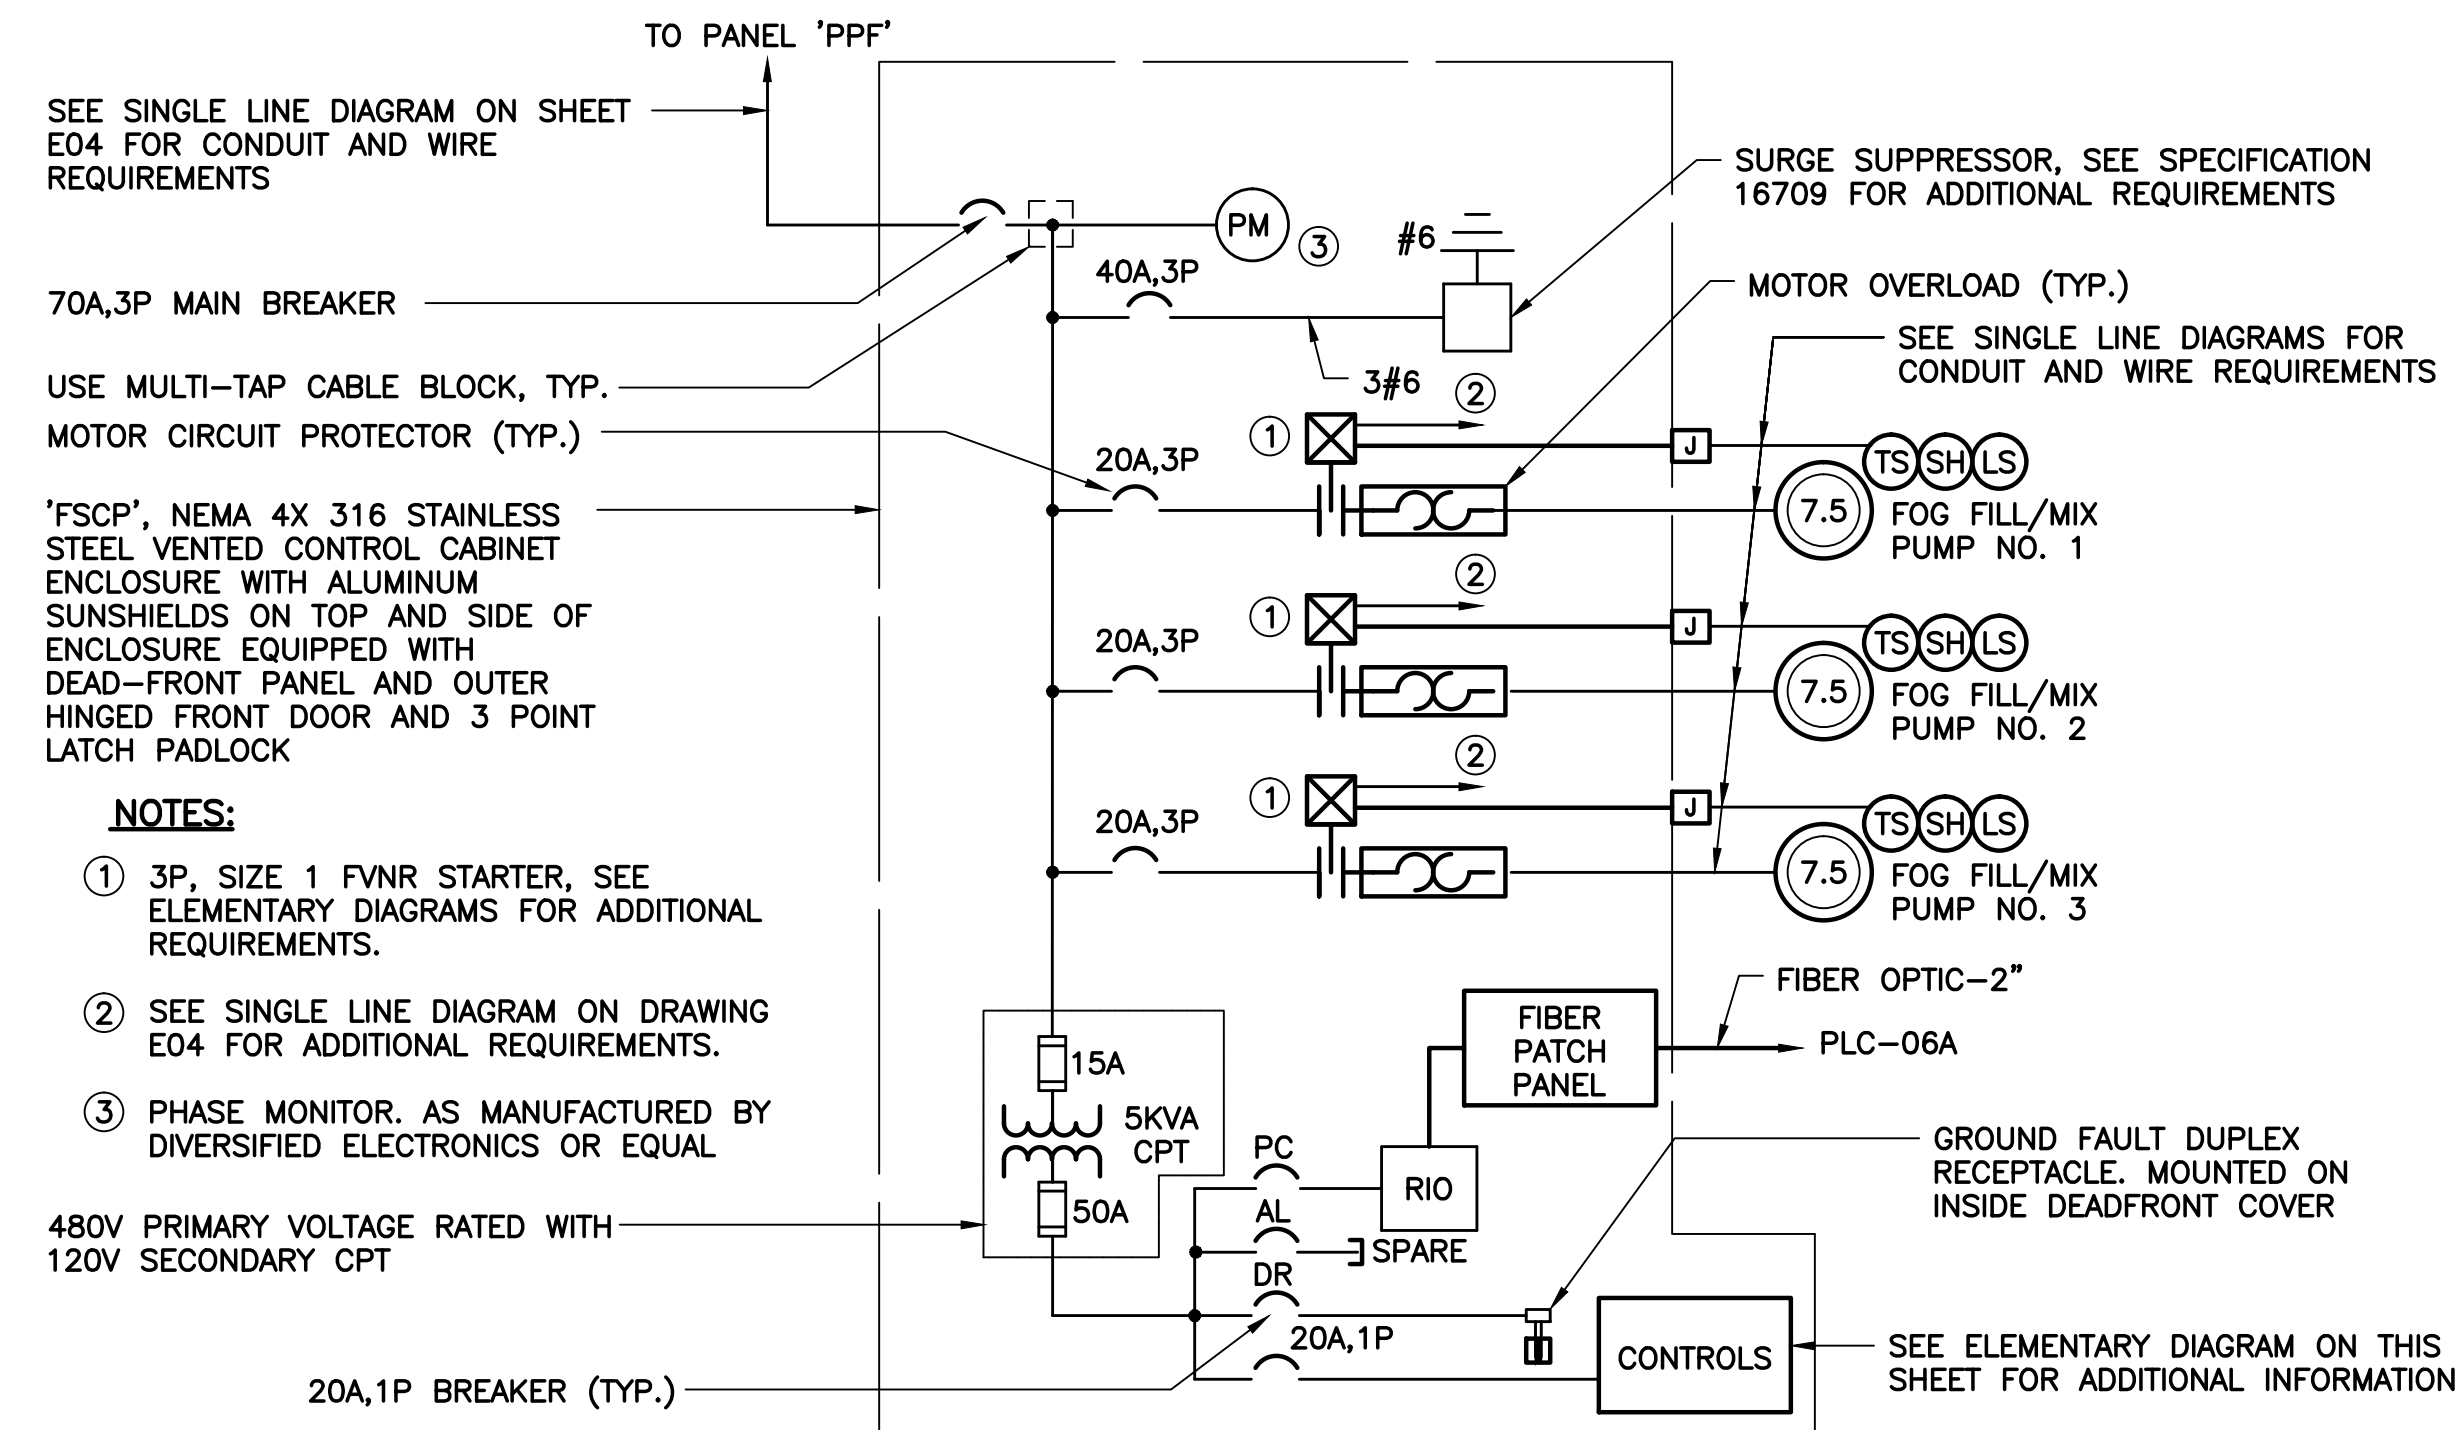 TO PANEL 'PPF'
SEE SINGLE LINE DIAGRAM ON SHEET
E04 FOR CONDUIT AND WIRE
REQUIREMENTS
SURGE SUPPRESSOR, SEE SPECIFICATION
16709 FOR ADDITIONAL REQUIREMENTS
PM
3
#6
40A,3P
MOTOR OVERLOAD (TYP.)
70A,3P MAIN BREAKER
SEE SINGLE LINE DIAGRAMS FOR
CONDUIT AND WIRE REQUIREMENTS
USE MULTI-TAP CABLE BLOCK, TYP.
3#6
2
MOTOR CIRCUIT PROTECTOR (TYP.)
1
J
20A,3P
TS SH LS
7.5
FOG FILL/MIX
PUMP NO. 1
'FSCP', NEMA 4X 316 STAINLESS
STEEL VENTED CONTROL CABINET
ENCLOSURE WITH ALUMINUM
SUNSHIELDS ON TOP AND SIDE OF
ENCLOSURE EQUIPPED WITH
DEAD-FRONT PANEL AND OUTER
HINGED FRONT DOOR AND 3 POINT
LATCH PADLOCK
2
1
J
20A,3P
TS SH LS
7.5
FOG FILL/MIX
PUMP NO. 2
2
1
J
20A,3P
TS SH LS
7.5
FOG FILL/MIX
PUMP NO. 3
NOTES:
1 3P, SIZE 1 FVNR STARTER, SEE
ELEMENTARY DIAGRAMS FOR ADDITIONAL
REQUIREMENTS.
2 SEE SINGLE LINE DIAGRAM ON DRAWING
E04 FOR ADDITIONAL REQUIREMENTS.
3 PHASE MONITOR. AS MANUFACTURED BY
DIVERSIFIED ELECTRONICS OR EQUAL
480V PRIMARY VOLTAGE RATED WITH
120V SECONDARY CPT
15A
5KVA
CPT
50A
FIBER OPTIC-2"
FIBER
PATCH
PANEL
PLC-06A
PC
RIO
AL
SPARE
DR
20A,1P
GROUND FAULT DUPLEX
RECEPTACLE. MOUNTED ON
INSIDE DEADFRONT COVER
CONTROLS
SEE ELEMENTARY DIAGRAM ON THIS
SHEET FOR ADDITIONAL INFORMATION
20A,1P BREAKER (TYP.)